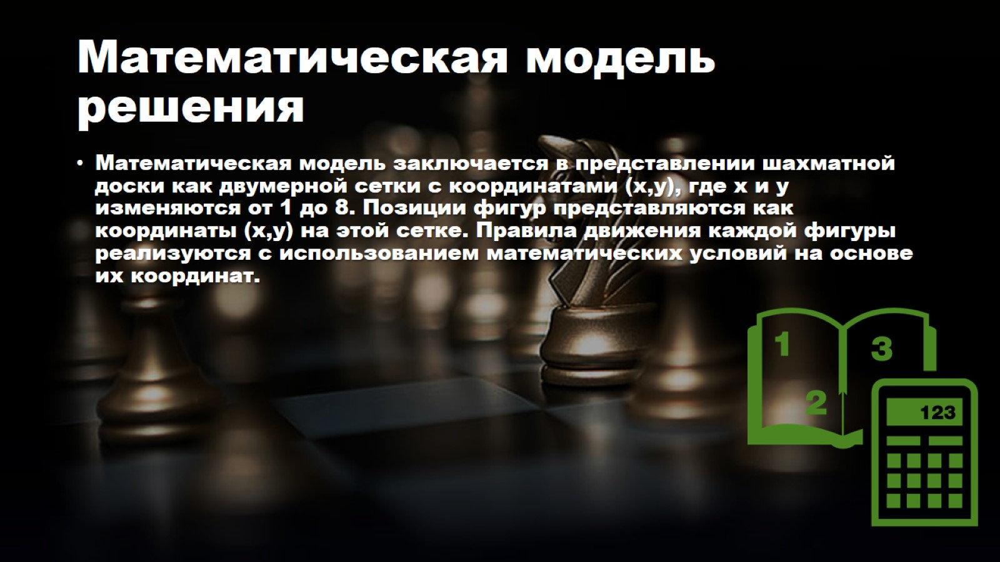 Математическая модель
решения
• Математическая модель заключается в представлении шахматной
доски как двумерной сетки с координатами (x,y), где x и y
изменяются от 1 до 8. Позиции фигур представляются как
координаты (x,y) на этой сетке. Правила движения каждой фигуры
реализуются с использованием математических условий на основе
их координат.
1
3
2
123